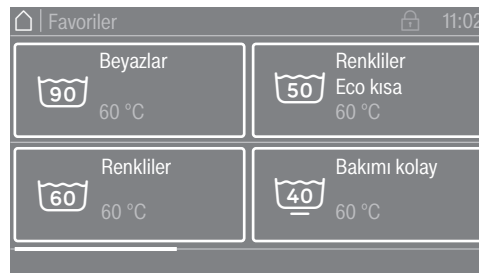 Favoriler
11:02
Beyazlar
90
60 °C
Renkliler
Eco kısa
50
60 °C
Renkliler
60
60 °C
Bakımı kolay
40
60 °C